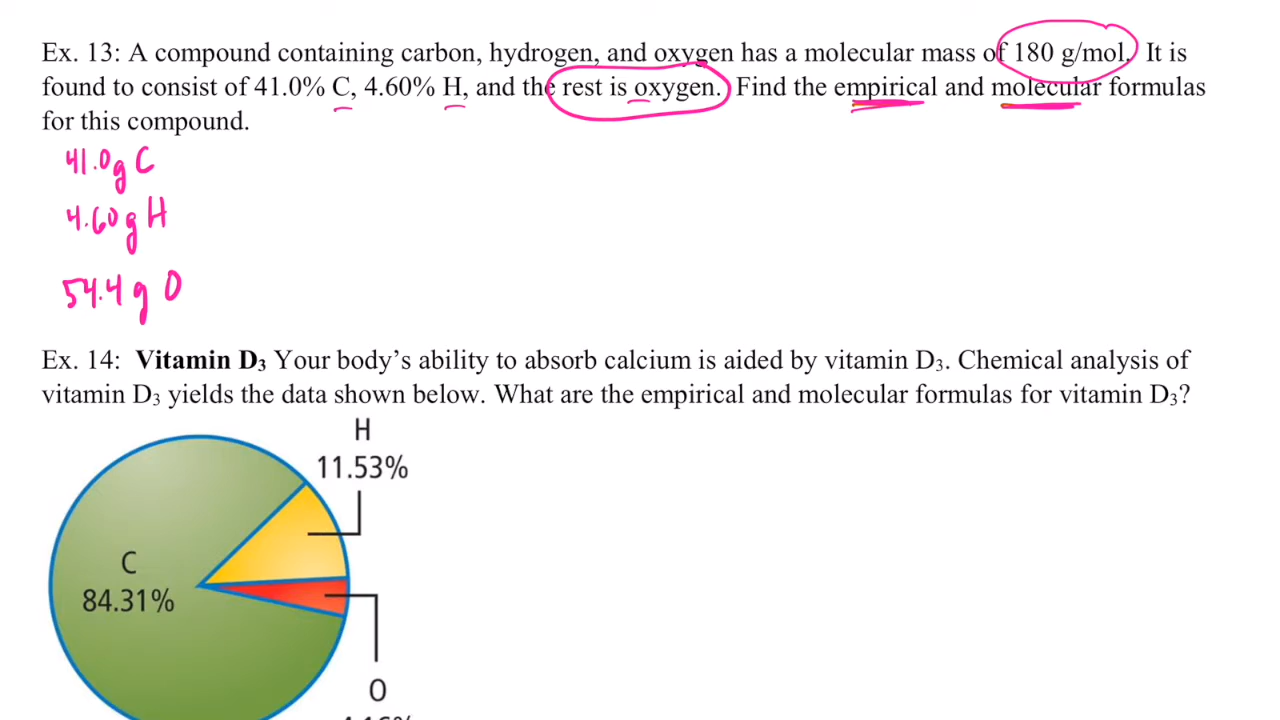 Ex. 13: A compound containing carbon, hydrogen, and oxygen has a molecular mass of 180 g/mol. It is
found to consist of 41.0% C, 4.60% H, and the rest is oxygen. Find the empirical and molecular formulas
for this compound.
41.0g C
4.60 g H
54.4 g O
Ex. 14: Vitamin D₃ Your body's ability to absorb calcium is aided by vitamin D₃. Chemical analysis of
vitamin D₃ yields the data shown below. What are the empirical and molecular formulas for vitamin D₃?
H
11.53%
C
84.31%
O